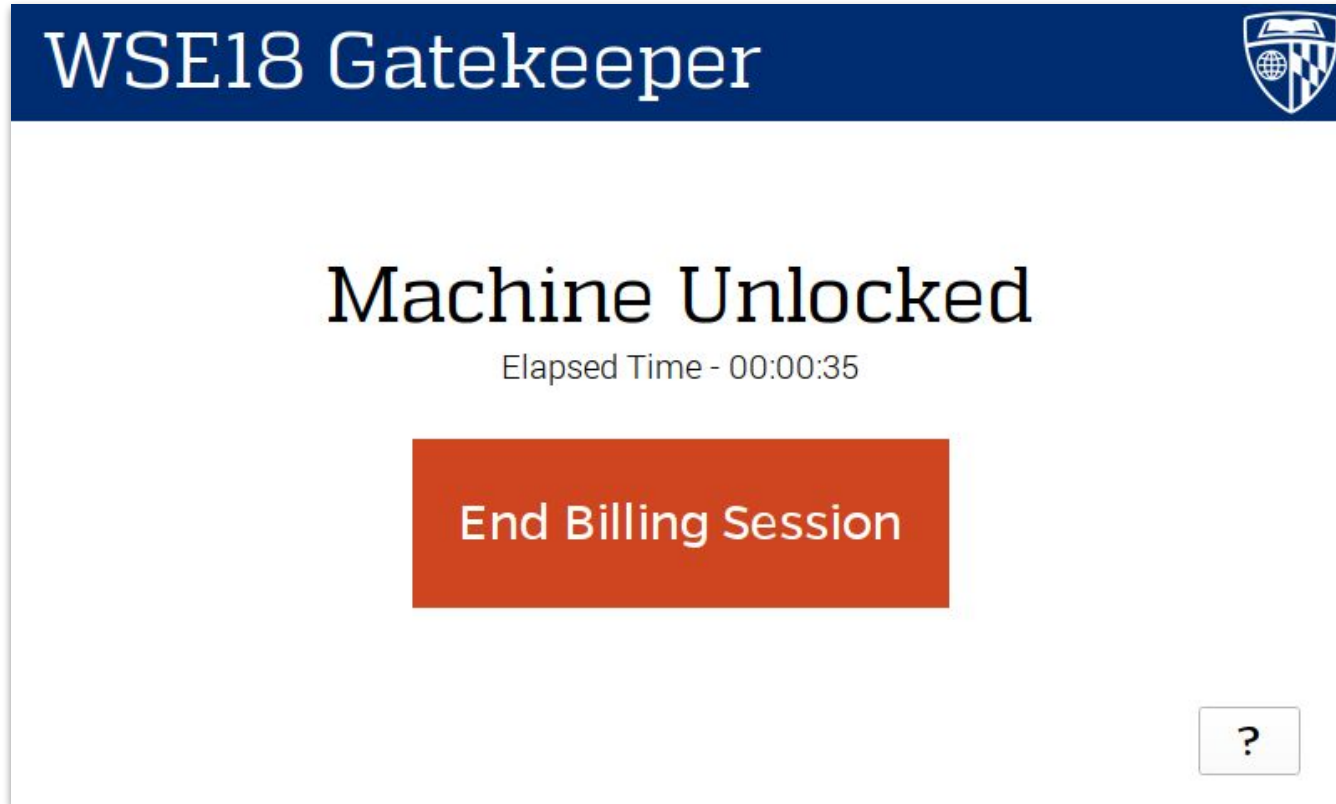 WSE18 Gatekeeper
Machine Unlocked
Elapsed Time - 00:00:35
End Billing Session
?